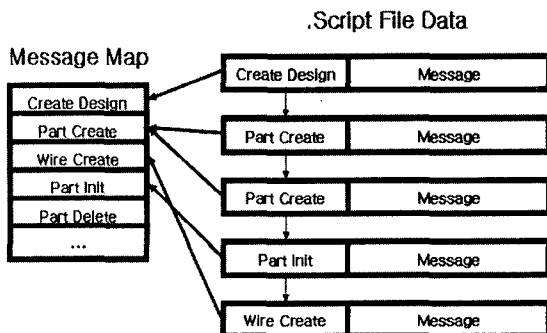 .Script File Data
Message Map
Create Design
Part Create
Wire Create
Part Init
Part Delete
...
Create Design Message
Part Create Message
Part Create Message
Part Init Message
Wire Create Message